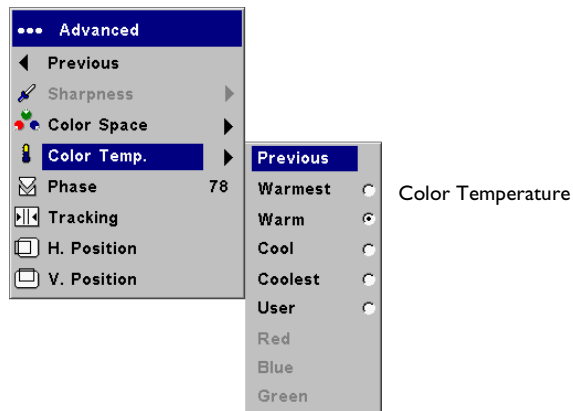 Advanced
Previous
Sharpness
Color Space
Color Temp.
Phase 78
Tracking
H. Position
V. Position
Previous
Warmest
Warm
Cool
Coolest
User
Red
Blue
Green
Color Temperature